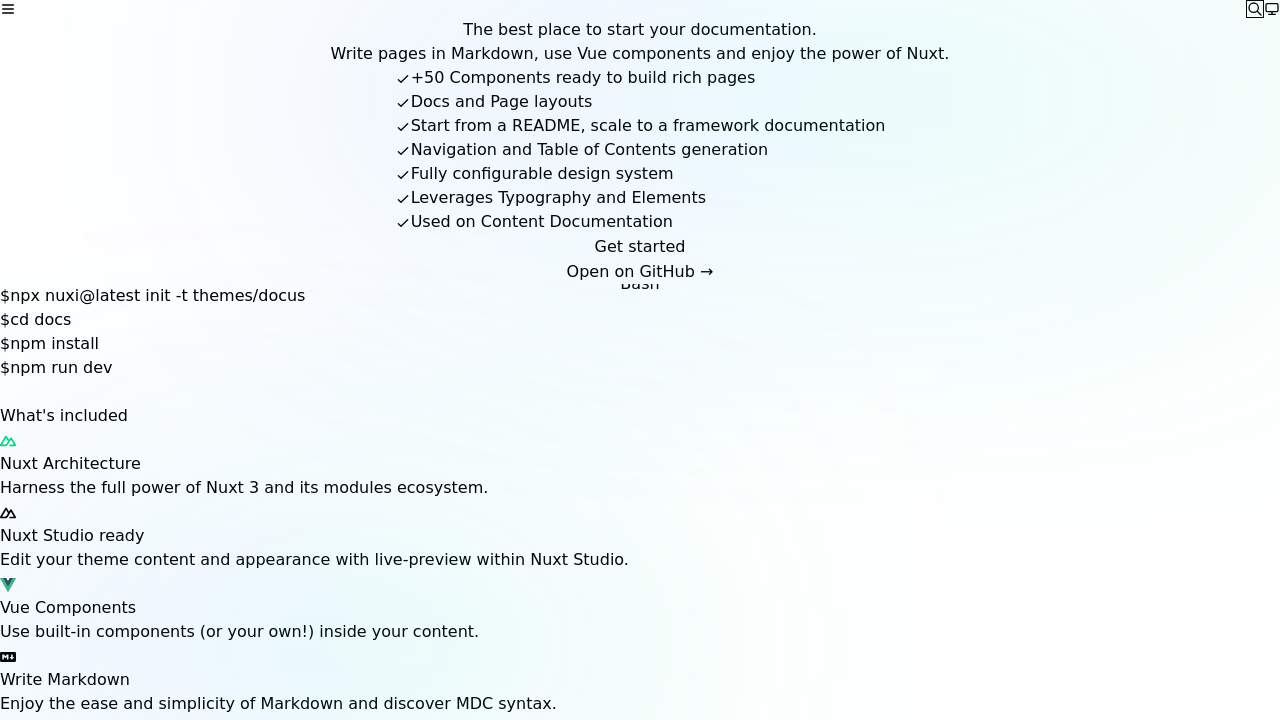 The best place to start your documentation.
Write pages in Markdown, use Vue components and enjoy the power of Nuxt.
+50 Components ready to build rich pages
Docs and Page layouts
Start from a README, scale to a framework documentation
Navigation and Table of Contents generation
Fully configurable design system
Leverages Typography and Elements
Used on Content Documentation
Get started
Open on GitHub →
Bash
$npx nuxi@latest init -t themes/docus
$cd docs
$npm install
$npm run dev
What's included
Nuxt Architecture
Harness the full power of Nuxt 3 and its modules ecosystem.
Nuxt Studio ready
Edit your theme content and appearance with live-preview within Nuxt Studio.
Vue Components
Use built-in components (or your own!) inside your content.
Write Markdown
Enjoy the ease and simplicity of Markdown and discover MDC syntax.